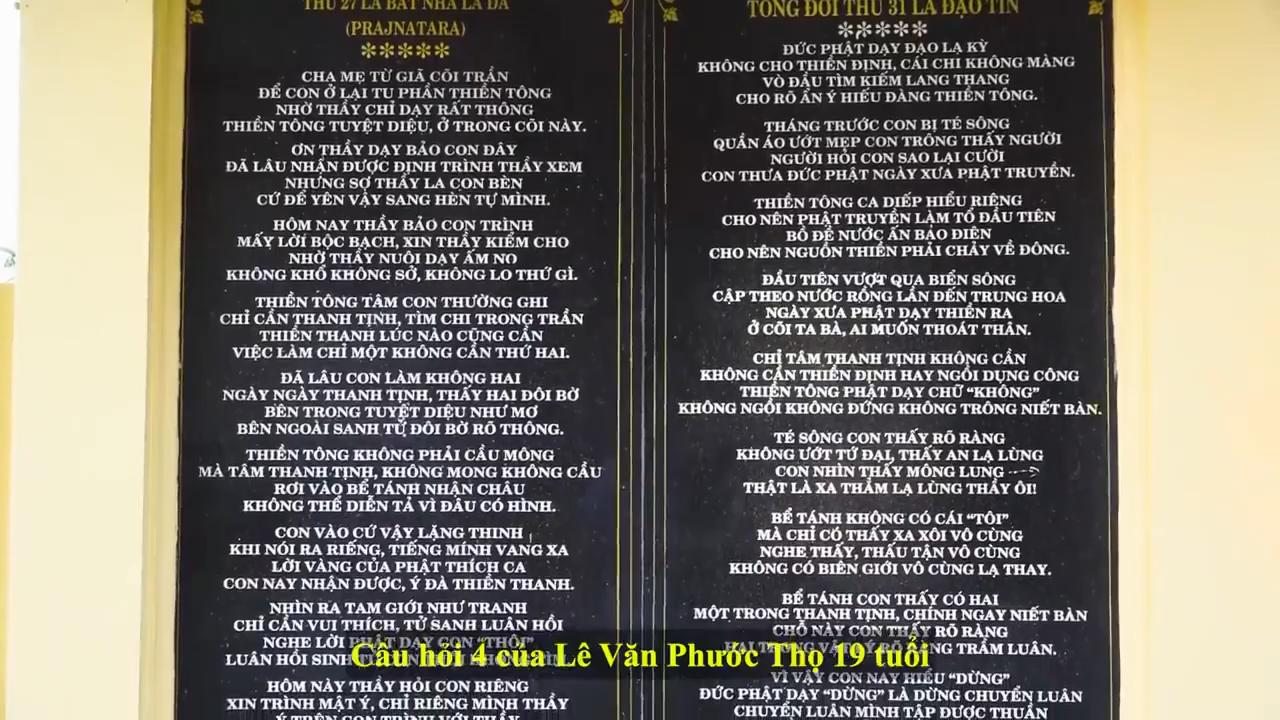 THỨ 27 LÀ BÁT NHÃ LA ĐA
(PRAJNATARA)
CHA MẸ TỪ GIÃ CÕI TRẦN
ĐỂ CON Ở LẠI TU PHẦN THIỀN TÔNG
NHỜ THẦY CHỈ DẠY RẤT THÔNG
THIỀN TÔNG TUYỆT DIỆU, Ở TRONG CÕI NÀY.
ƠN THẦY DẠY BẢO CON ĐÂY
ĐÃ LÂU NHẬN ĐƯỢC ĐỊNH TRÌNH THẦY XEM
NHƯNG SỢ THẦY LA CON BÈN
CỨ ĐỂ YÊN VẬY SANG HÈN TỰ MÌNH.
HÔM NAY THẦY BẢO CON TRÌNH
MẤY LỜI BỘC BẠCH, XIN THẦY KIỂM CHO
NHỜ THẦY NUÔI DẠY ẤM NO
KHÔNG KHỔ KHÔNG SỞ, KHÔNG LO THỨ GÌ.
THIỀN TÔNG TÂM CON THƯỜNG GHI
CHỈ CẦN THANH TỊNH, TÌM CHI TRONG TRẦN
THIỀN THANH LÚC NÀO CŨNG CẦN
VIỆC LÀM CHỈ MỘT KHÔNG CẦN THỨ HAI.
ĐÃ LÂU CON LÀM KHÔNG HAI
NGÀY NGÀY THANH TỊNH, THẤY HAI ĐÔI BỜ
BÊN TRONG TUYỆT DIỆU NHƯ MƠ
BÊN NGOÀI SANH TỬ ĐÔI BỜ RÕ THÔNG.
THIỀN TÔNG KHÔNG PHẢI CẦU MÔNG
MÀ TÂM THANH TỊNH, KHÔNG MONG KHÔNG CẦU
RƠI VÀO BỂ TÁNH NHẬN CHÂU
KHÔNG THỂ DIỄN TẢ VÌ ĐÂU CÓ HÌNH.
CON VÀO CỨ VẬY LẶNG THINH
KHI NÓI RA RIÊNG, TIẾNG MÍNH VANG XA
LỜI VÀNG CỦA PHẬT THÍCH CA
CON NAY NHẬN ĐƯỢC, Ý ĐÀ THIỀN THANH.
NHÌN RA TAM GIỚI NHƯ TRANH
CHỈ CẦN VUI THÍCH, TỬ SANH LUÂN HỒI
NGHE LỜI PHẬT DẠY CON "THÔI"
LUÂN HỒI SINH
HÔM NÀY THẦY HỎI CON RIÊNG
XIN TRÌNH MẬT Ý, CHỈ RIÊNG MÌNH THẦY
Ý TRÊN CON TRÌNH VỚI THẦY
TÔNG ĐỜI THỨ 31 LÀ ĐẠO TÍN
ĐỨC PHẬT DẠY ĐẠO LẠ KỲ
KHÔNG CHO THIỀN ĐỊNH, CÁI CHI KHÔNG MÀNG
VÒ ĐẦU TÌM KIẾM LANG THANG
CHO RÕ ẨN Ý HIẾU ĐÀNG THIỀN TÔNG.
THÁNG TRƯỚC CON BỊ TÉ SÔNG
QUẦN ÁO ƯỚT MẸP CON TRÔNG THẤY NGƯỜI
NGƯỜI HỎI CON SAO LẠI CƯỜI
CON THƯA ĐỨC PHẬT NGÀY XƯA PHẬT TRUYỀN.
THIỀN TÔNG CA DIẾP HIỂU RIÊNG
CHO NÊN PHẬT TRUYỀN LÀM TỔ ĐẦU TIÊN
BỒ ĐỀ NƯỚC ẤN BẢO ĐIÊN
CHO NÊN NGUỒN THIỀN PHẢI CHẢY VỀ ĐÔNG.
ĐẦU TIÊN VƯỢT QUA BIỂN SÔNG
CẬP THEO NƯỚC RỒNG LẦN ĐẾN TRUNG HOA
NGÀY XƯA PHẬT DẠY THIỀN RA
Ở CÕI TA BÀ, AI MUỐN THOÁT THÂN.
CHỈ TÂM THANH TỊNH KHÔNG CẦN
KHÔNG CẦN THIỀN ĐỊNH HAY NGỒI DỤNG CÔNG
THIỀN TÔNG PHẬT DẠY CHỮ "KHÔNG"
KHÔNG NGỒI KHÔNG ĐỨNG KHÔNG TRÔNG NIẾT BÀN.
TÉ SÔNG CON THẤY RÕ RÀNG
KHÔNG ƯỚT TỨ ĐẠI, THẤY AN LẠ LÙNG
CON NHÌN THẤY MÔNG LUNG
THẬT LÀ XA THẲM LẠ LÙNG THẦY ÔI!
BỂ TÁNH KHÔNG CÓ CÁI "TÔI"
MÀ CHỈ CÓ THẤY XA XÔI VÔ CÙNG
NGHE THẤY, THẤU TẬN VÔ CÙNG
KHÔNG CÓ BIÊN GIỚI VÔ CÙNG LẠ THAY.
BỂ TÁNH CON THẤY CÓ HAI
MỘT TRONG THANH TỊNH, CHÍNH NGAY NIẾT BÀN
CHỖ NÀY CON THẤY RÕ RÀNG
HAI TRONG VẬT LÝ RÕ RÀNG TRẦM LUÂN.
VÌ VẬY CON NAY HIỂU "DỪNG"
ĐỨC PHẬT DẠY "DỪNG" LÀ DỪNG CHUYỂN LUÂN
CHUYỂN LUÂN MÌNH TẬP ĐƯỢC THUẦN
Câu hỏi 4 của Lê Văn Phước Thọ 19 tuổi